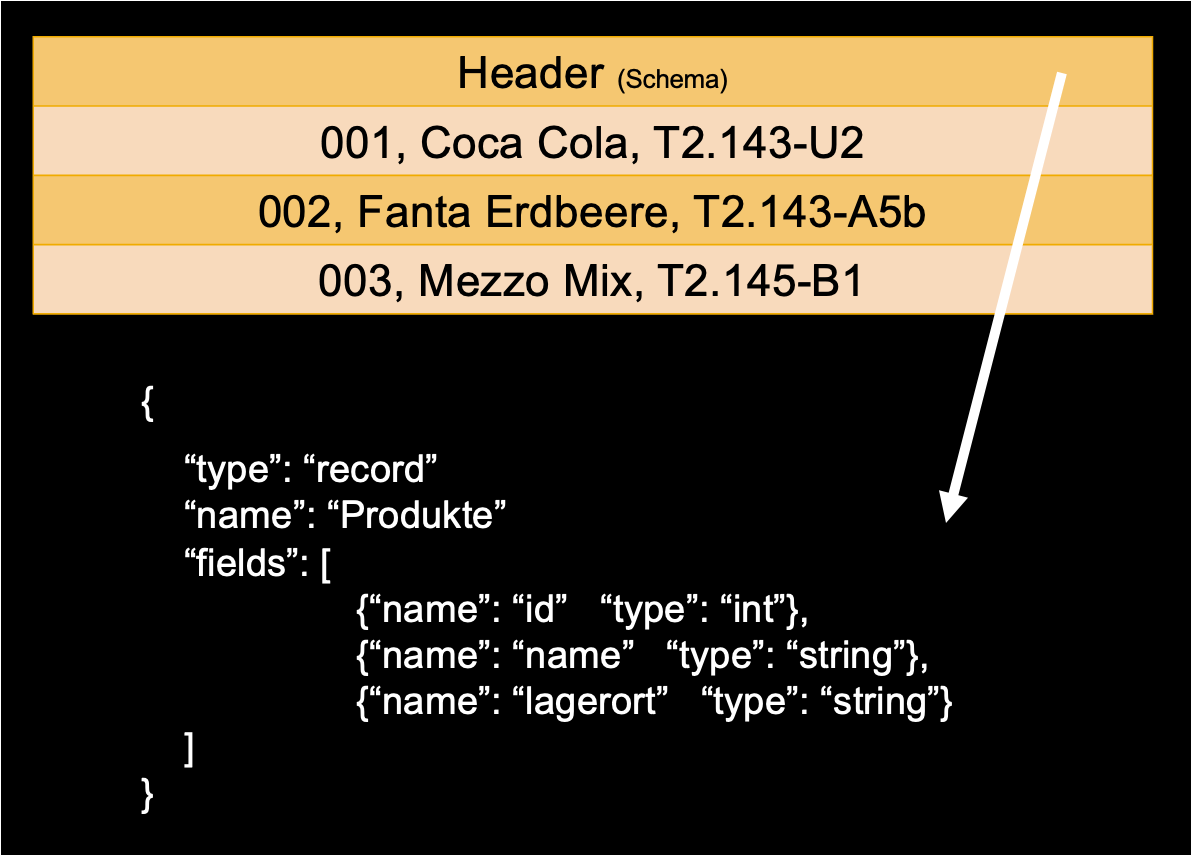 Header (Schema)
001, Coca Cola, T2.143-U2
002, Fanta Erdbeere, T2.143-A5b
003, Mezzo Mix, T2.145-B1
{
“type”: “record”
“name”: “Produkte”
“fields”: [
{“name”: “id” “type”: “int”},
{“name”: “name” “type”: “string”},
{“name”: “lagerort” “type”: “string”}
]
}